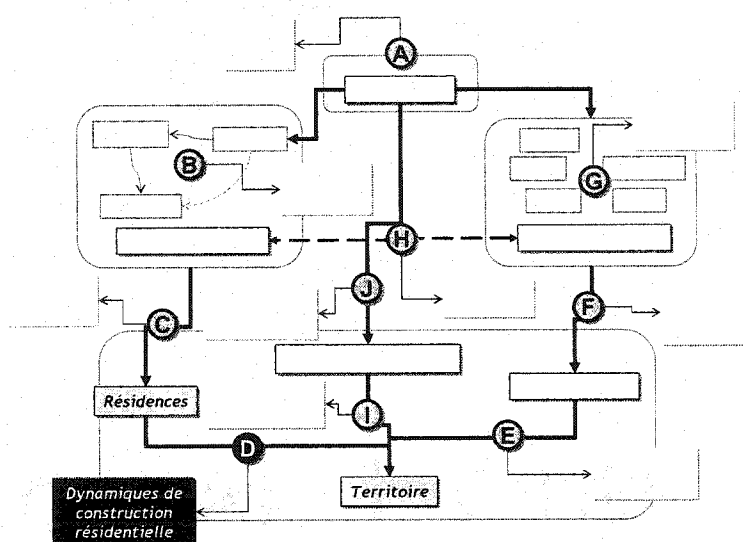 A
B
G
H
J
C
F
Résidences
I
D
E
Territoire
Dynamiques de
construction
résidentielle